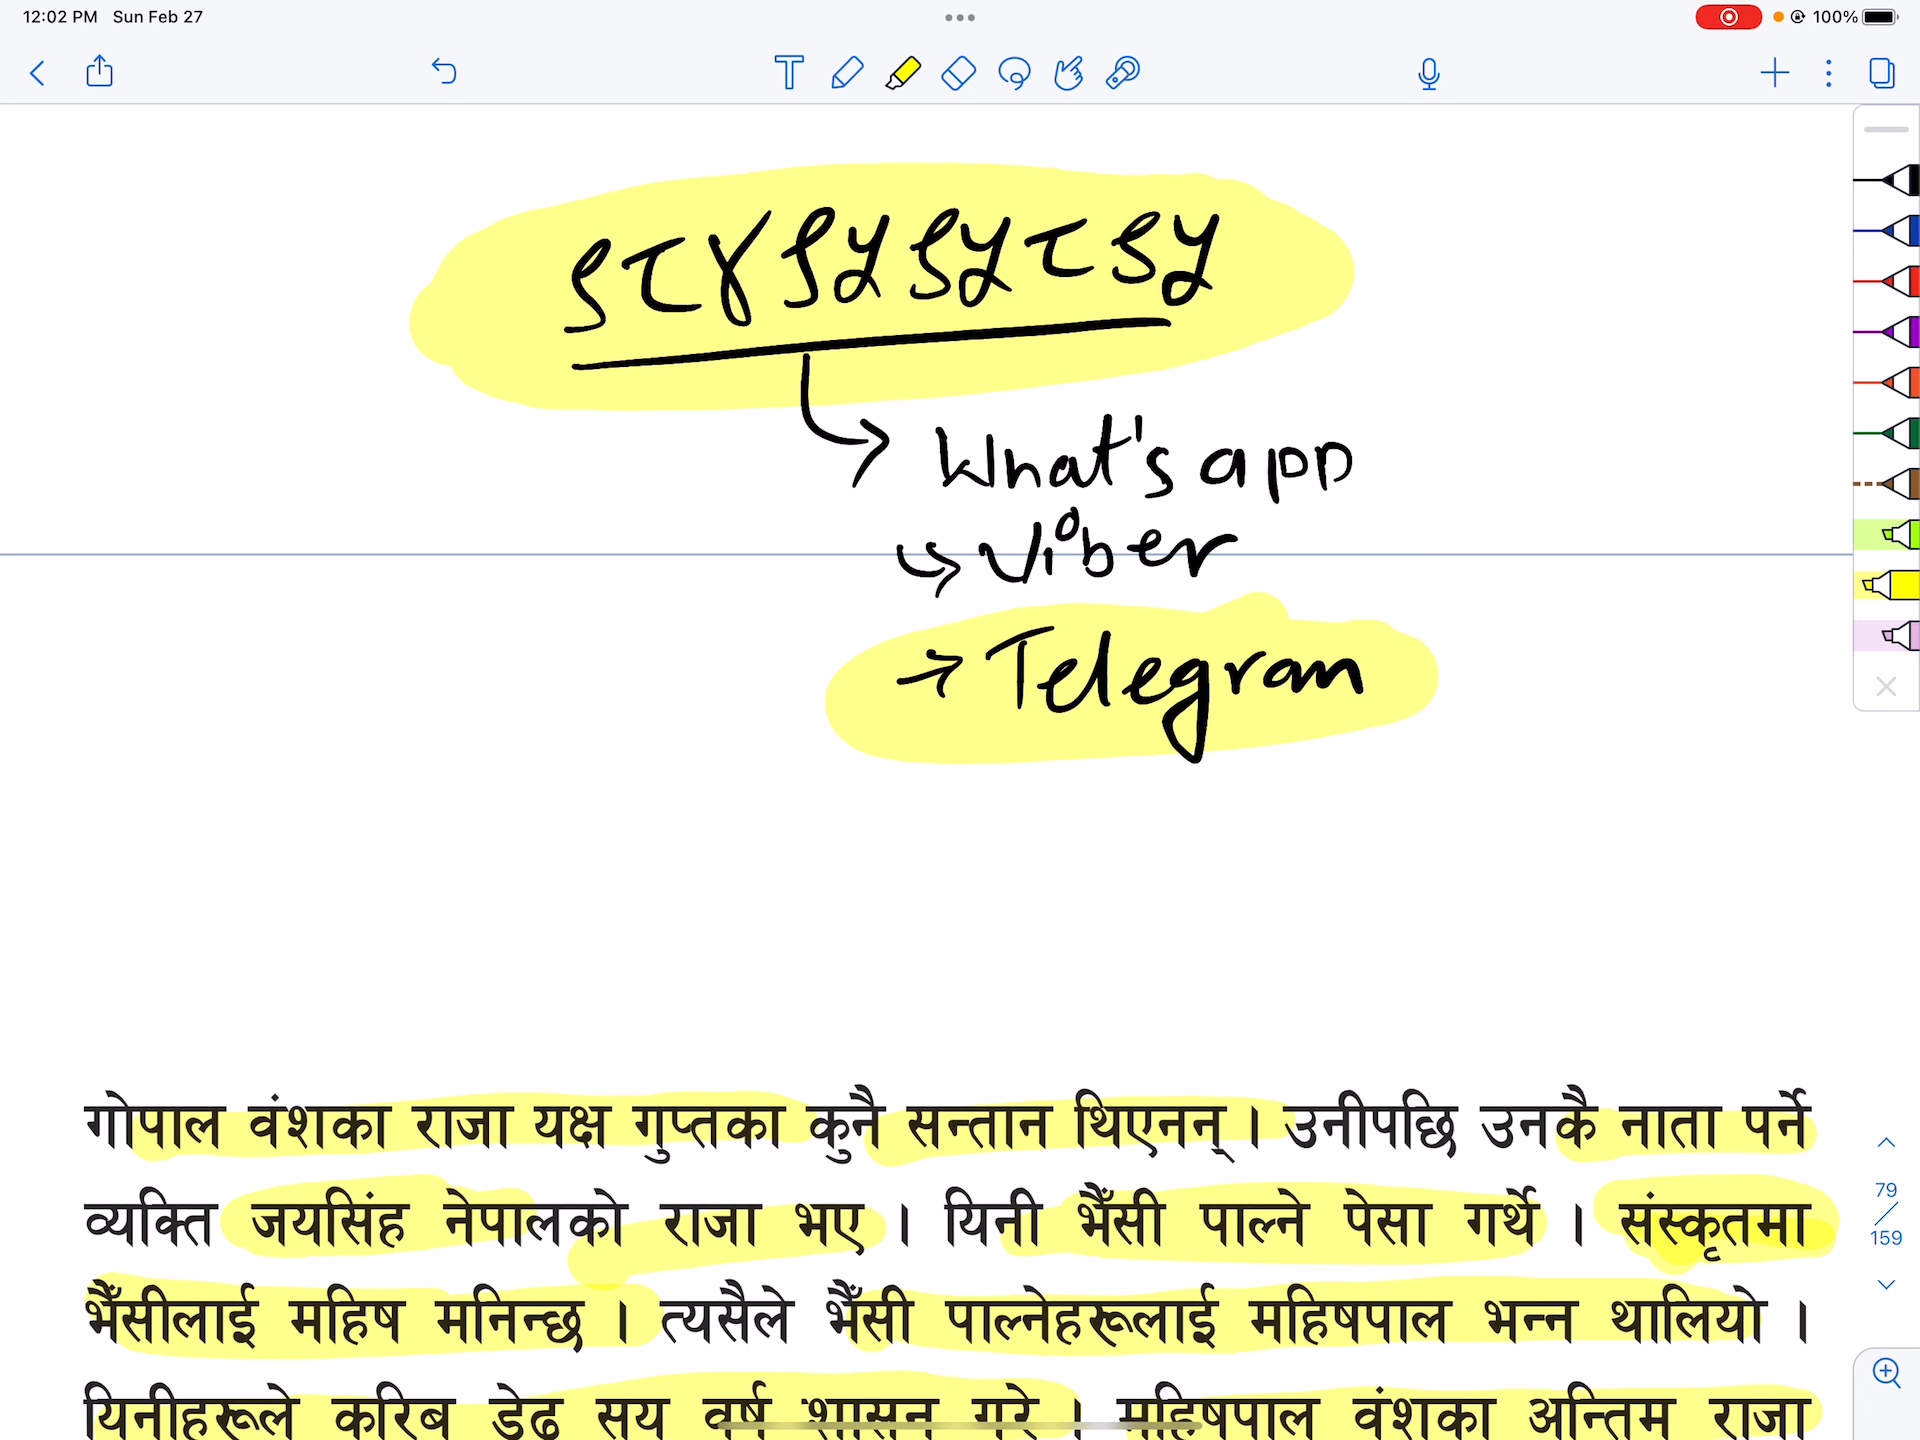 12:02 PM Sun Feb 27
100%
९८४९५९५८९५
What's app
Viber
Telegram
गोपाल वंशका राजा यक्ष गुप्तका कुनै सन्तान थिएनन् । उनीपछि उनकै नाता पर्ने
व्यक्ति जयसिंह नेपालको राजा भए । यिनी भैँसी पाल्ने पेसा गर्थे । संस्कृतमा
भैँसीलाई महिष मनिन्छ । त्यसैले भैँसी पाल्नेहरूलाई महिषपाल भन्न थालियो ।
यिनीहरूले करिब डेढ सय वर्ष शासन गरे । महिषपाल वंशका अन्तिम राजा
79
159